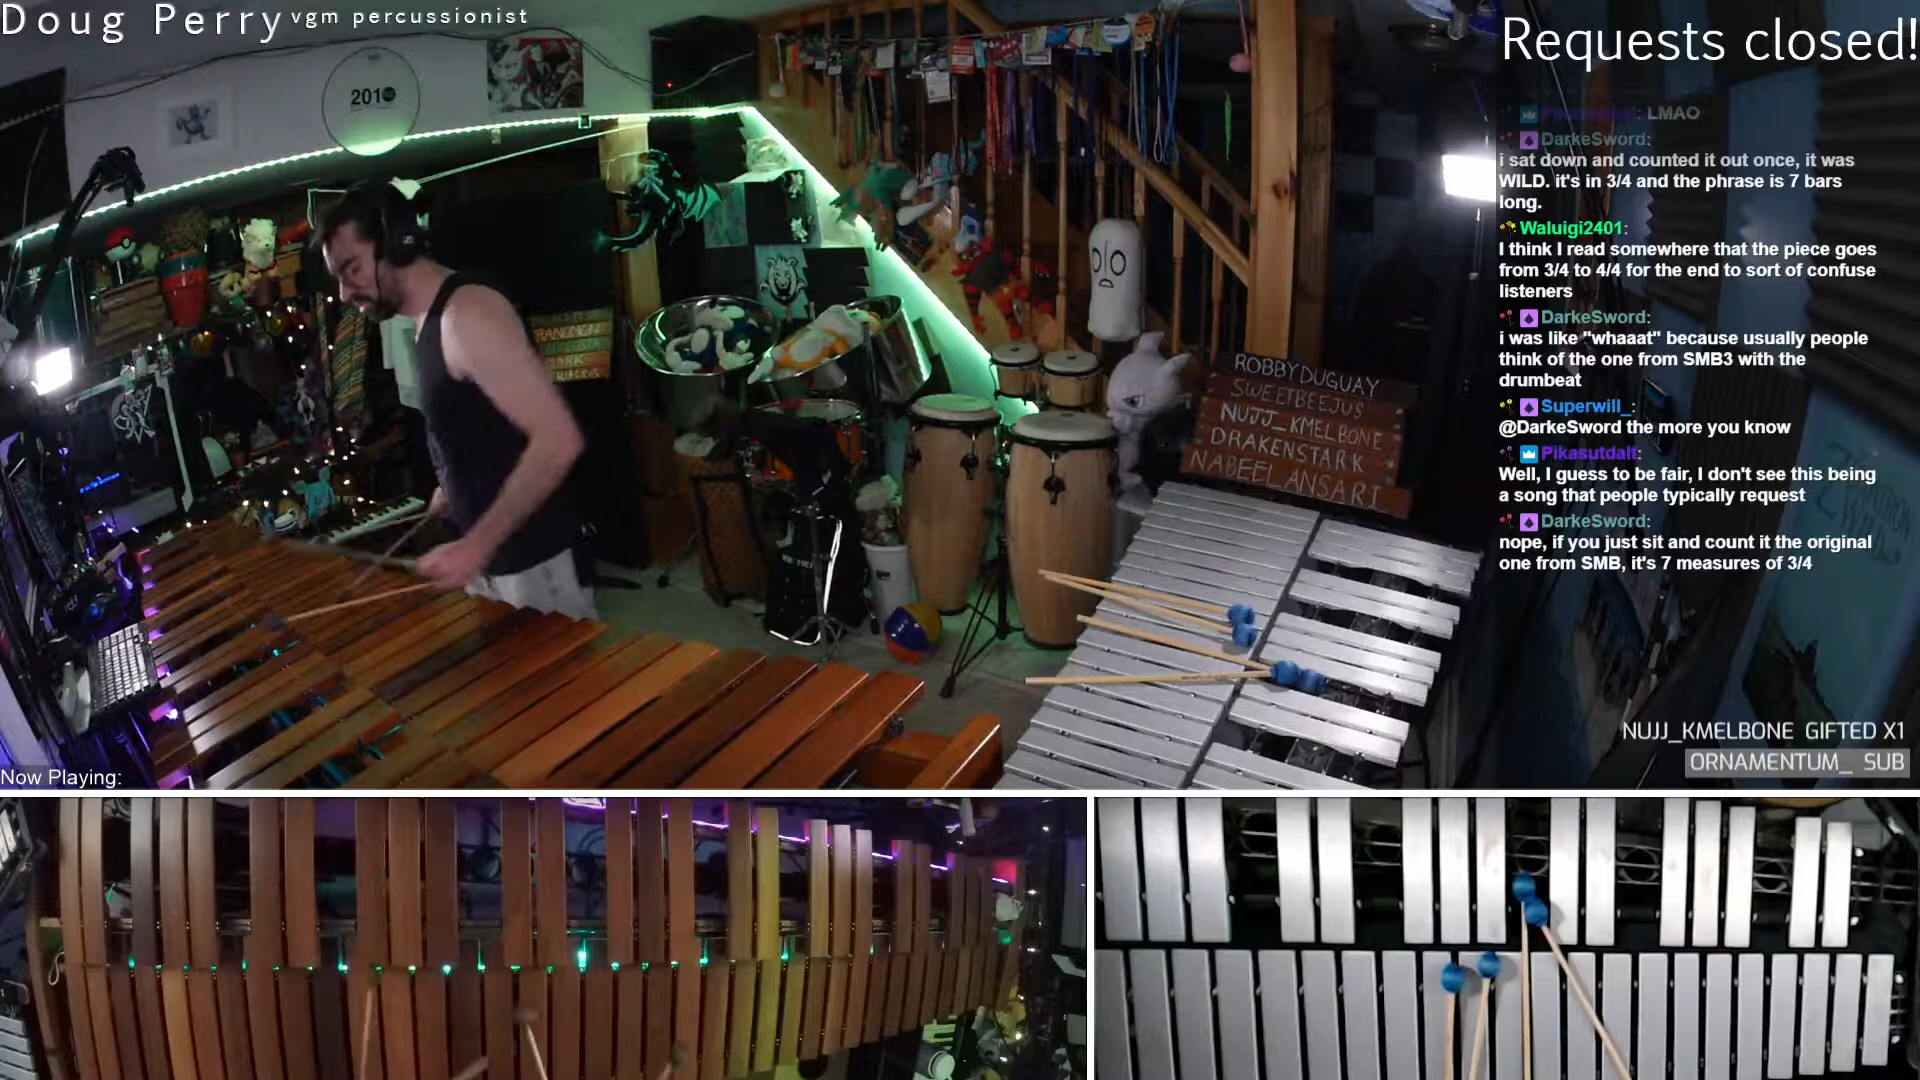 Doug Perry vgm percussionist
Requests closed!
201
LMAO
DarkeSword:
i sat down and counted it out once, it was
WILD. it's in 3/4 and the phrase is 7 bars
long.
Waluigi2401:
I think I read somewhere that the piece goes
from 3/4 to 4/4 for the end to sort of confuse
listeners
DarkeSword:
i was like "whaaat" because usually people
think of the one from SMB3 with the
drumbeat
Superwill_:
@DarkeSword the more you know
Pikasutdalt:
Well, I guess to be fair, I don't see this being
a song that people typically request
DarkeSword:
nope, if you just sit and count it the original
one from SMB, it's 7 measures of 3/4
ROBBYDUGUAY
SWEETBEEJUS
NUJJ_KMELBONE
DRAKENSTARK
NABEELANSARI
NUJJ_KMELBONE GIFTED X1
ORNAMENTUM_ SUB
Now Playing: